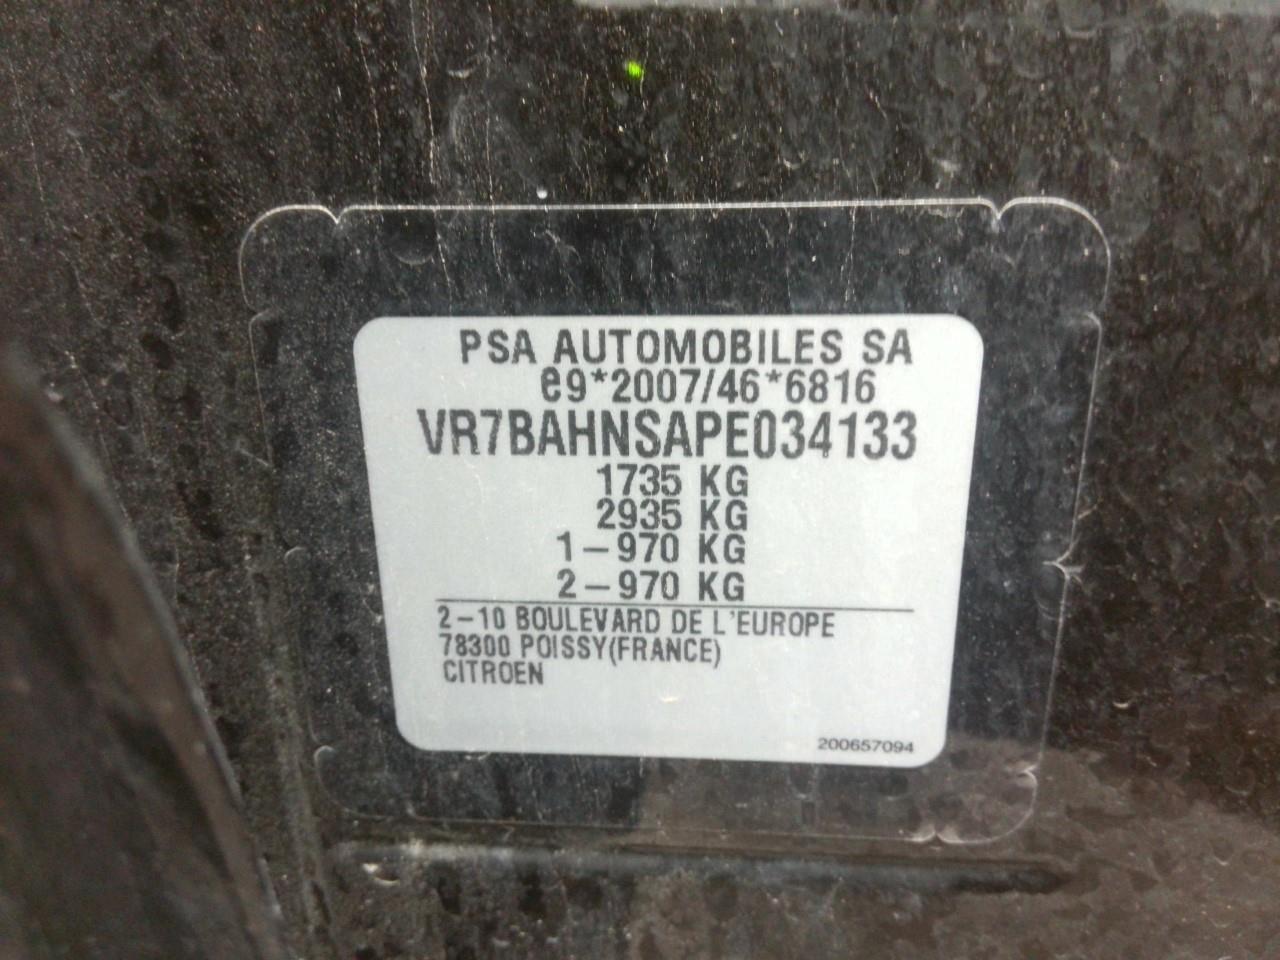 PSA AUTOMOBILES SA
e9*2007/46*6816
VR7BAHNSAPE034133
1735 KG
2935 KG
1-970 KG
2-970 KG
2-10 BOULEVARD DE L'EUROPE
78300 POISSY(FRANCE)
CITROEN
200657094